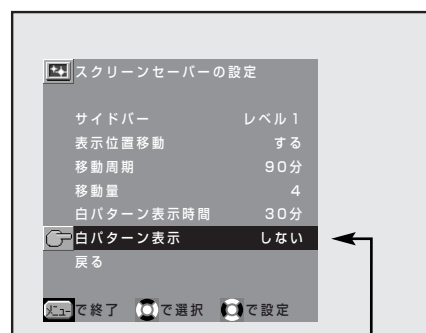 スクリーンセーバーの設定
サイドバー レベル１
表示位置移動 する
移動周期 ９０分
移動量 ４
白パターン表示時間 ３０分
白パターン表示 しない
戻る
メニューで終了 で選択 で設定